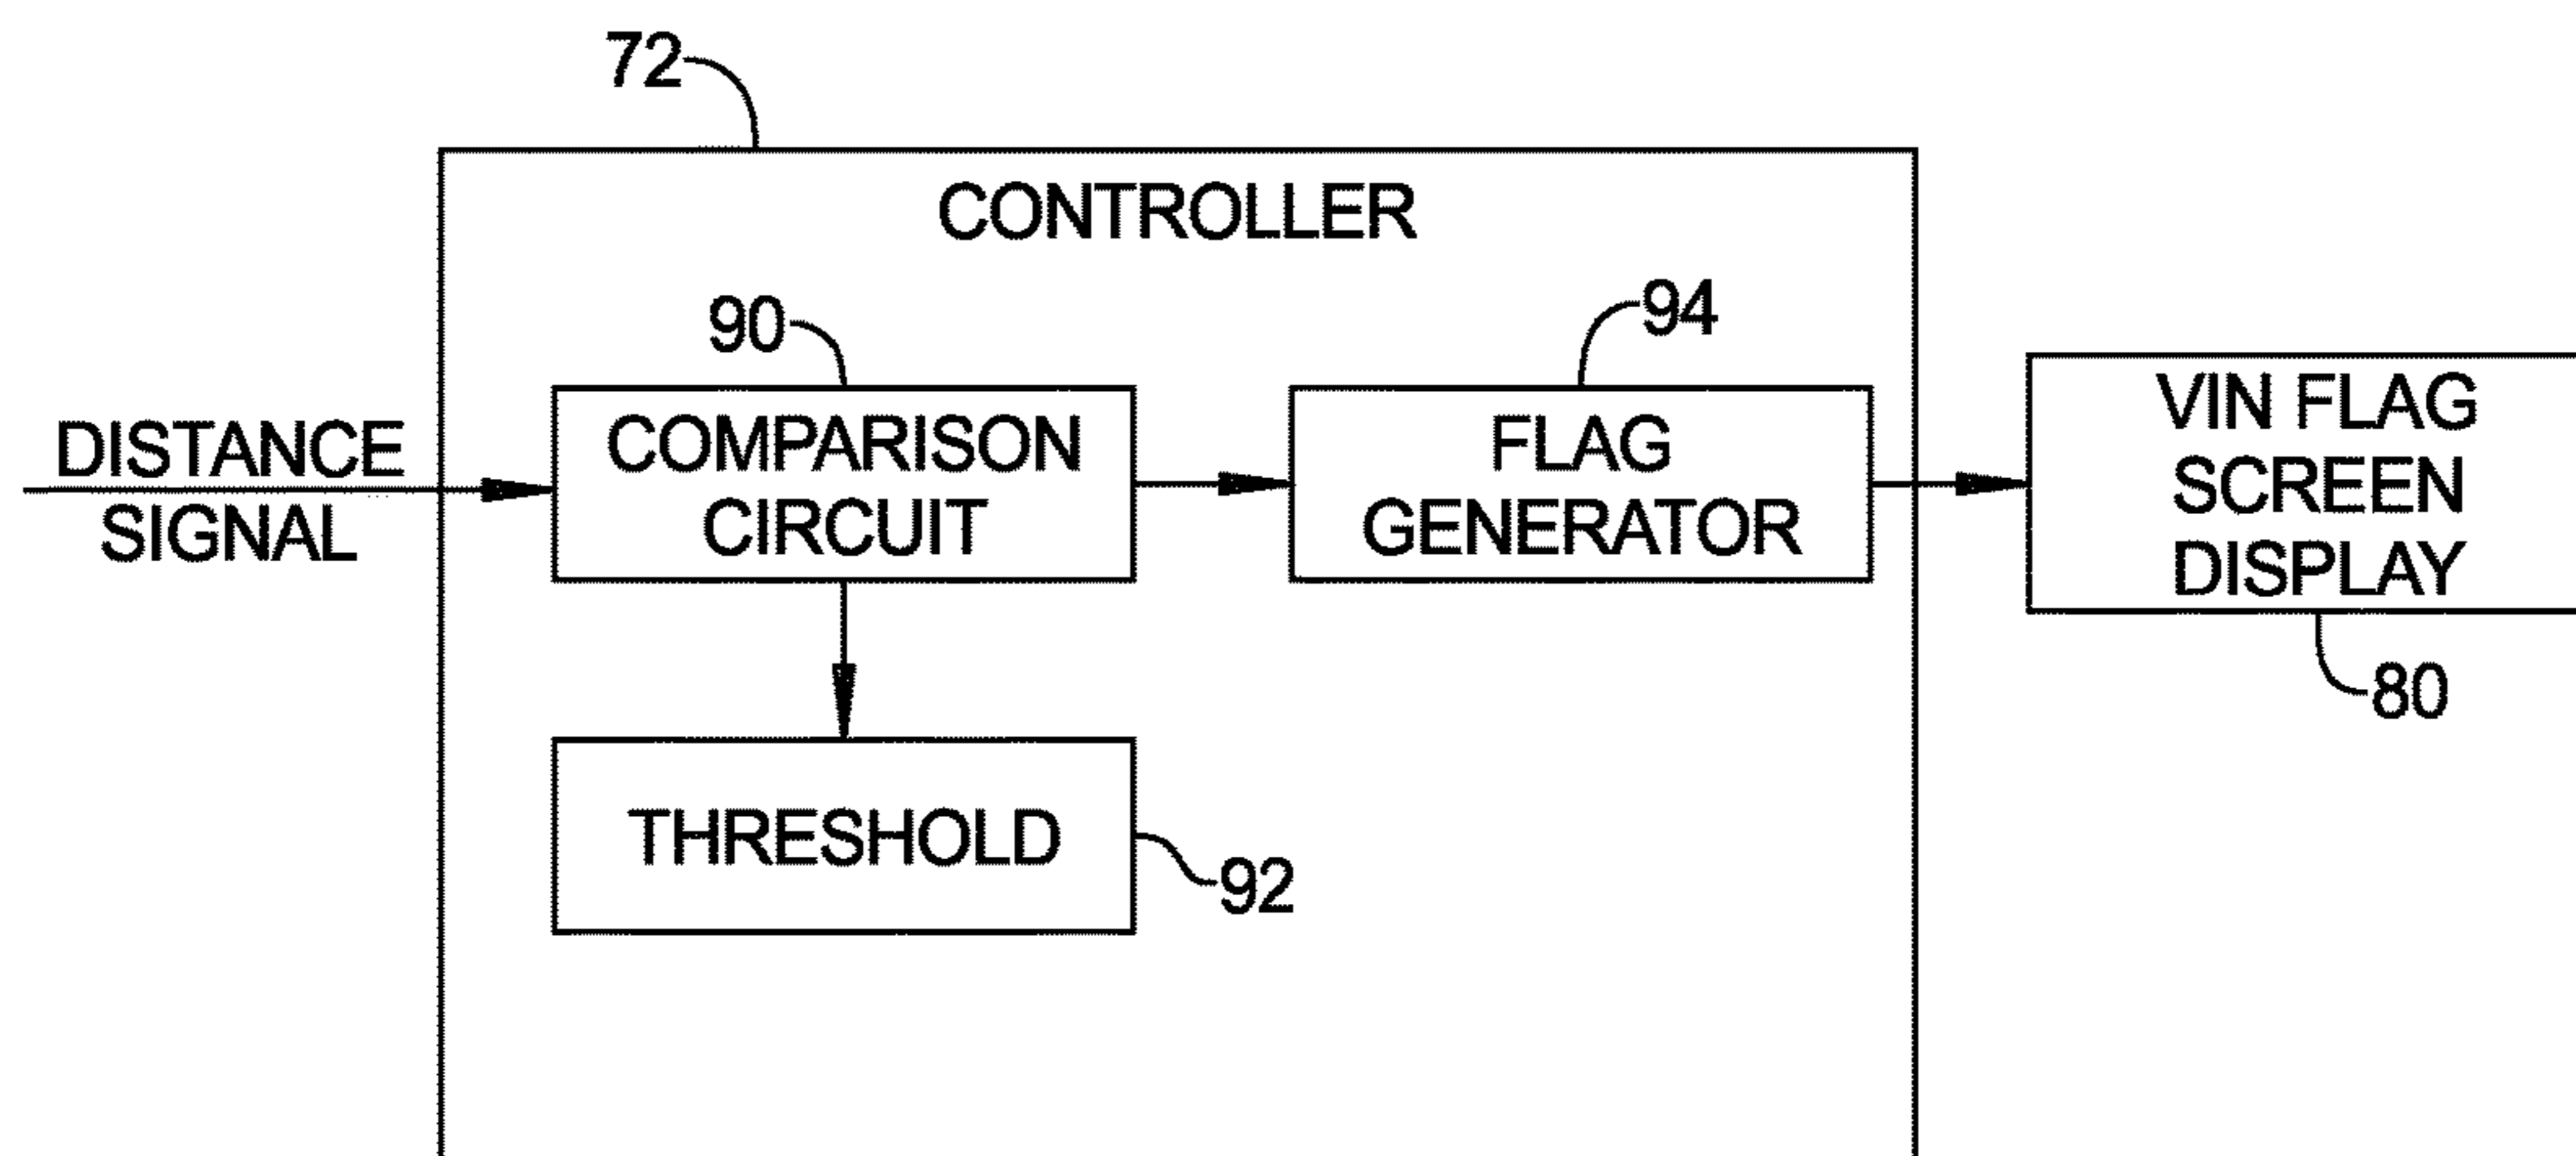 72
CONTROLLER
90
94
DISTANCE
SIGNAL
COMPARISON
CIRCUIT
FLAG
GENERATOR
VIN FLAG
SCREEN
DISPLAY
80
THRESHOLD
92